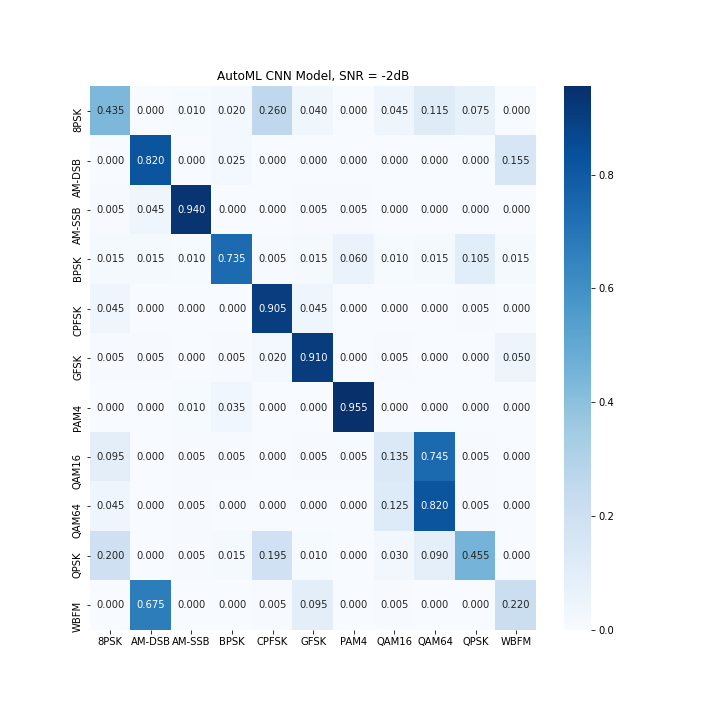 AutoML CNN Model, SNR = -2dB
8PSK 0.435 0.000 0.010 0.020 0.260 0.040 0.000 0.045 0.115 0.075 0.000
AM-DSB 0.000 0.820 0.000 0.025 0.000 0.000 0.000 0.000 0.000 0.000 0.155
AM-SSB 0.005 0.045 0.940 0.000 0.000 0.005 0.005 0.000 0.000 0.000 0.000
BPSK 0.015 0.015 0.010 0.735 0.005 0.015 0.060 0.010 0.015 0.105 0.015
CPFSK 0.045 0.000 0.000 0.000 0.905 0.045 0.000 0.000 0.000 0.005 0.000
GFSK 0.005 0.005 0.000 0.005 0.020 0.910 0.000 0.005 0.000 0.000 0.050
PAM4 0.000 0.000 0.010 0.035 0.000 0.000 0.955 0.000 0.000 0.000 0.000
QAM16 0.095 0.000 0.005 0.005 0.000 0.005 0.005 0.135 0.745 0.005 0.000
QAM64 0.045 0.000 0.005 0.000 0.000 0.000 0.000 0.125 0.820 0.005 0.000
QPSK 0.200 0.000 0.005 0.015 0.195 0.010 0.000 0.030 0.090 0.455 0.000
WBFM 0.000 0.675 0.000 0.000 0.005 0.095 0.000 0.005 0.000 0.000 0.220
8PSK AM-DSB AM-SSB BPSK CPFSK GFSK PAM4 QAM16 QAM64 QPSK WBFM
0.8
0.6
0.4
0.2
0.0